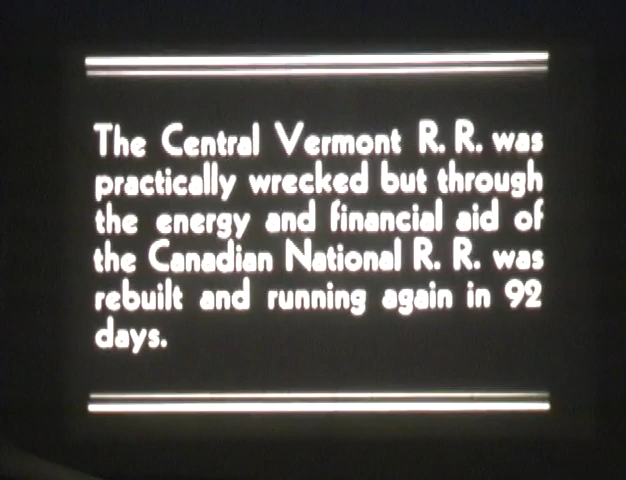 The Central Vermont R. R. was
practically wrecked but through
the energy and financial aid of
the Canadian National R. R. was
rebuilt and running again in 92
days.